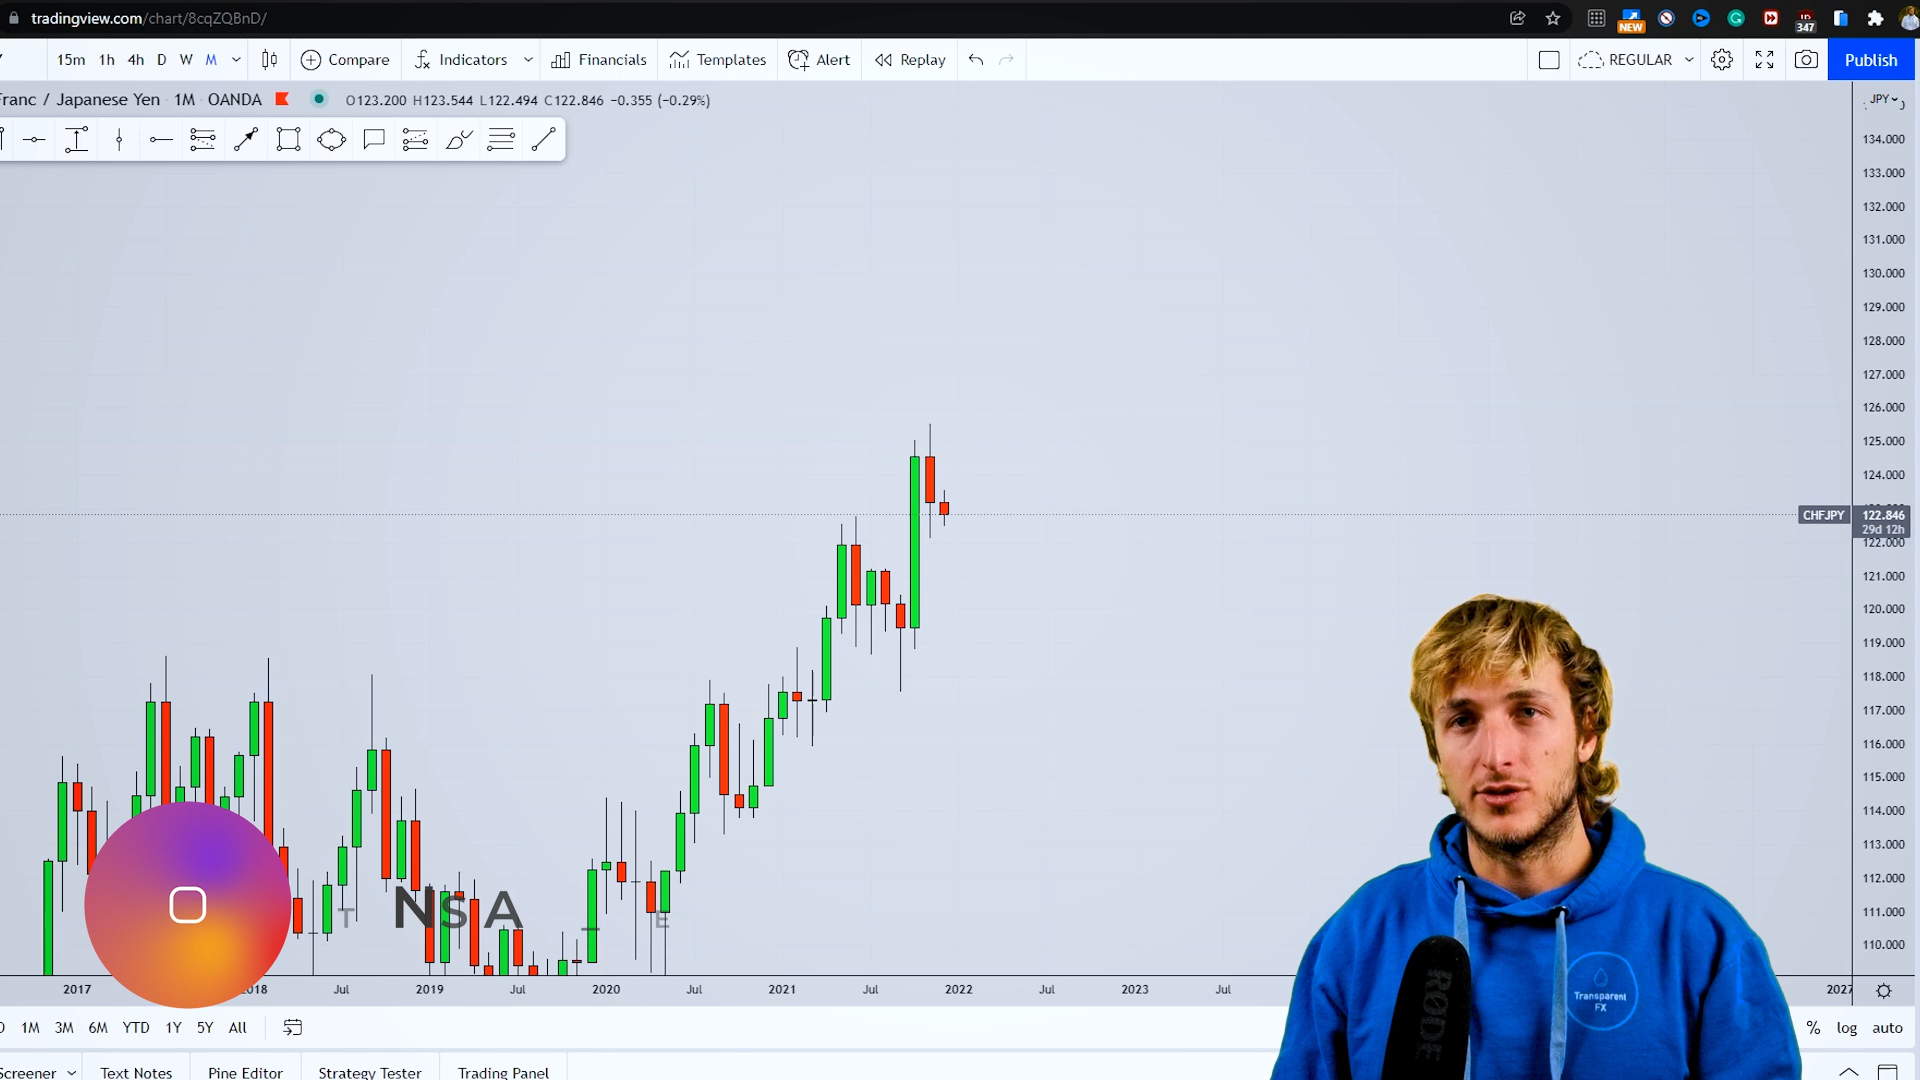 tradingview.com/chart/8cqZQBnD/
NEW
347
15m 1h 4h D W M Compare Indicators Financials Templates Alert Replay REGULAR Publish
Franc / Japanese Yen 1M OANDA O123.200 H123.544 L122.494 C122.846 −0.355 (−0.29%)
JPY
134.000
133.000
132.000
131.000
130.000
129.000
128.000
127.000
126.000
125.000
124.000
CHFJPY 122.846
29d 12h
122.000
121.000
120.000
119.000
118.000
117.000
116.000
115.000
114.000
113.000
112.000
111.000
110.000
T NSA _ E
Transparent
FX
RØDE
2017 2018 Jul 2019 Jul 2020 Jul 2021 Jul 2022 Jul 2023 Jul 2027
1M 3M 6M YTD 1Y 5Y All % log auto
Screener Text Notes Pine Editor Strategy Tester Trading Panel